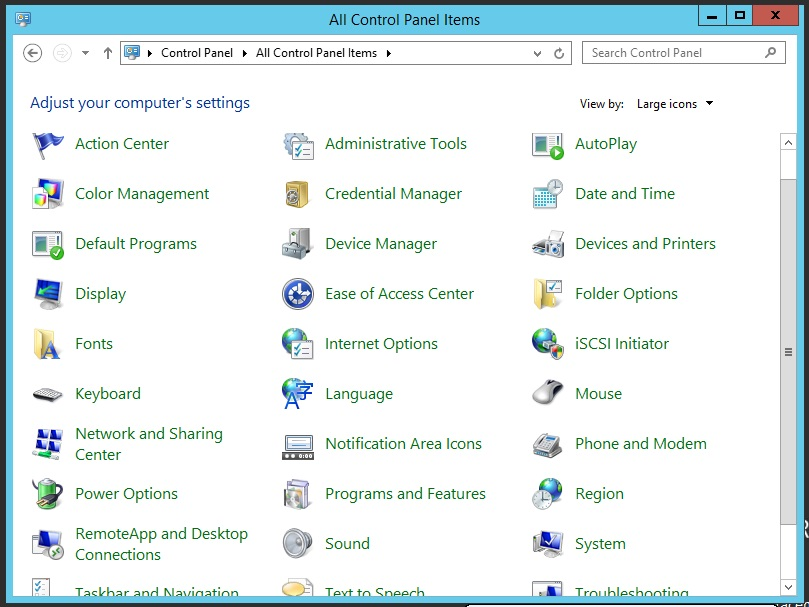 All Control Panel Items
Control Panel All Control Panel Items
Search Control Panel
Adjust your computer's settings
View by: Large icons
Action Center
Administrative Tools
AutoPlay
Color Management
Credential Manager
Date and Time
Default Programs
Device Manager
Devices and Printers
Display
Ease of Access Center
Folder Options
Fonts
Internet Options
iSCSI Initiator
Keyboard
Language
Mouse
Network and Sharing
Center
Notification Area Icons
Phone and Modem
Power Options
Programs and Features
Region
RemoteApp and Desktop
Connections
Sound
System
Taskbar and Navigation
Text to Speech
Troubleshooting